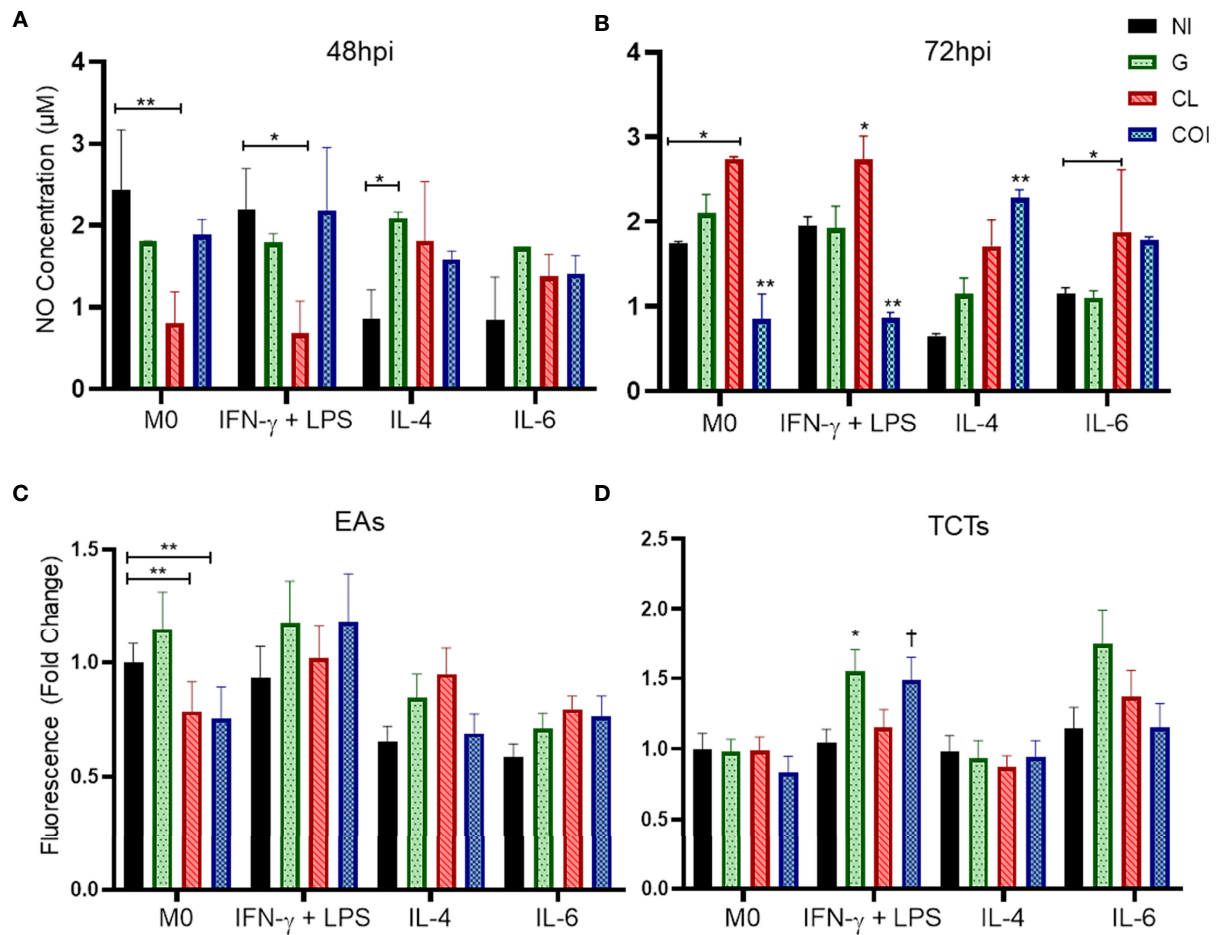 A
48hpi
NO Concentration (µM)
4
3
2
1
0
**
*
*
M0
IFN-γ + LPS
IL-4
IL-6
B
72hpi
4
3
2
1
0
*
**
*
**
**
*
M0
IFN-γ + LPS
IL-4
IL-6
NI
G
CL
COI
C
EAs
Fluorescence (Fold Change)
1.5
1.0
0.5
0.0
**
**
M0
IFN-γ + LPS
IL-4
IL-6
D
TCTs
2.5
2.0
1.5
1.0
0.5
0.0
*
†
M0
IFN-γ + LPS
IL-4
IL-6